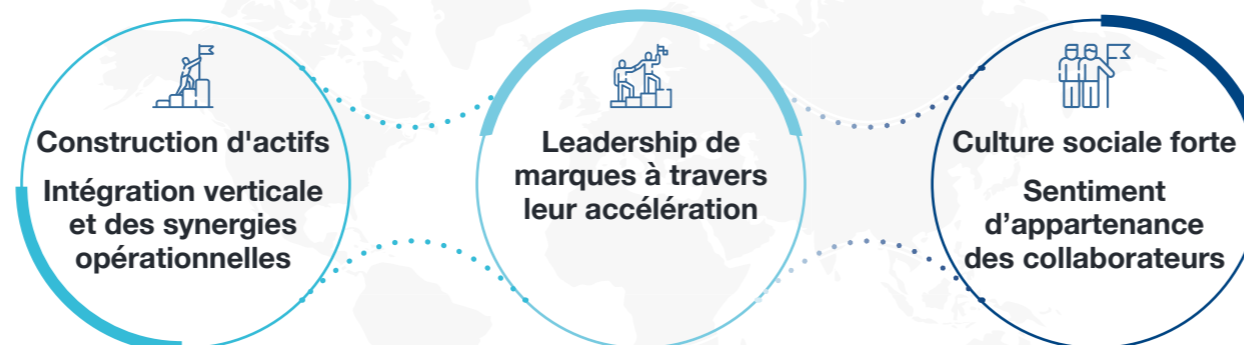 Construction d'actifs
Intégration verticale
et des synergies
opérationnelles
Leadership de
marques à travers
leur accélération
Culture sociale forte
Sentiment
d’appartenance
des collaborateurs